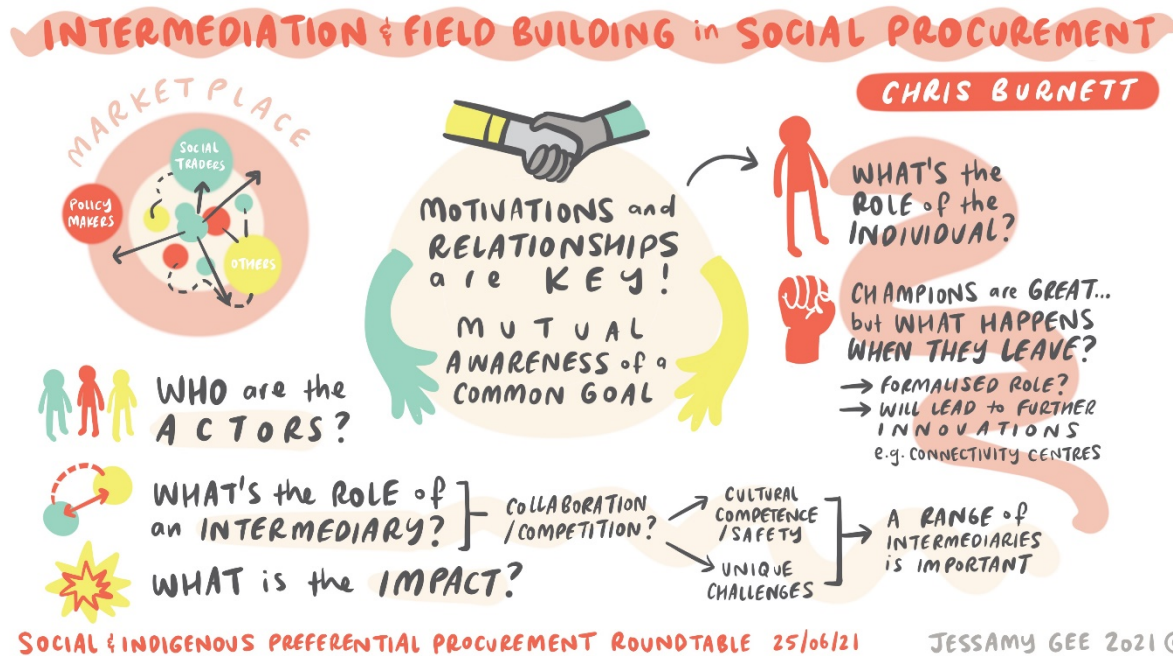 INTERMEDIATION & FIELD BUILDING in SOCIAL PROCUREMENT
CHRIS BURNETT
MARKETPLACE
SOCIAL
TRADERS
POLICY
MAKERS
OTHERS
MOTIVATIONS and
RELATIONSHIPS
are KEY!
MUTUAL
AWARENESS of a
COMMON GOAL
WHAT'S the
ROLE of the
INDIVIDUAL?
CHAMPIONS are GREAT...
but WHAT HAPPENS
WHEN THEY LEAVE?
→ FORMALISED ROLE?
→ WILL LEAD to FURTHER
INNOVATIONS
e.g. CONNECTIVITY CENTRES
WHO are the
ACTORS?
WHAT'S the ROLE of
an INTERMEDIARY?
COLLABORATION
/COMPETITION?
CULTURAL
COMPETENCE
/SAFETY
UNIQUE
CHALLENGES
A RANGE of
INTERMEDIARIES
is IMPORTANT
WHAT is the IMPACT?
SOCIAL & INDIGENOUS PREFERENTIAL PROCUREMENT ROUNDTABLE 25/06/21
JESSAMY GEE 2021 ©